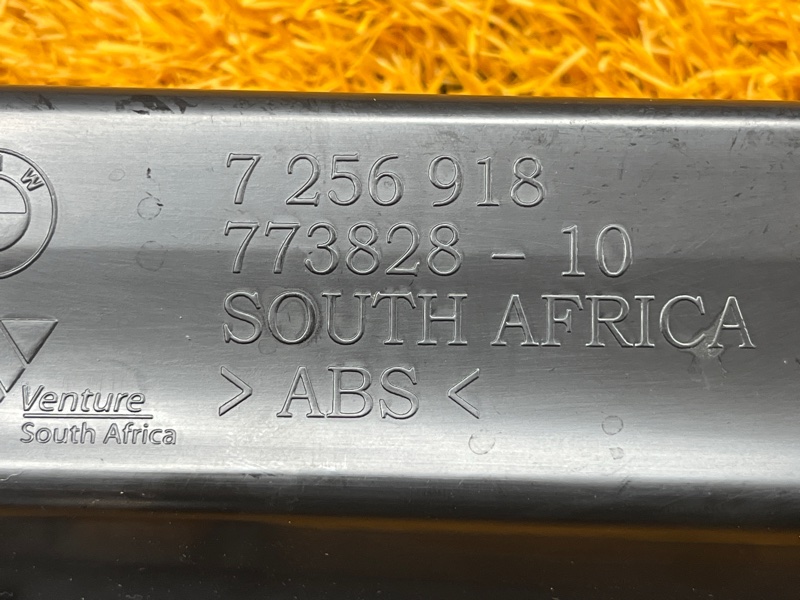 7 256 918
773828 - 10
SOUTH AFRICA
> ABS <
Venture
South Africa